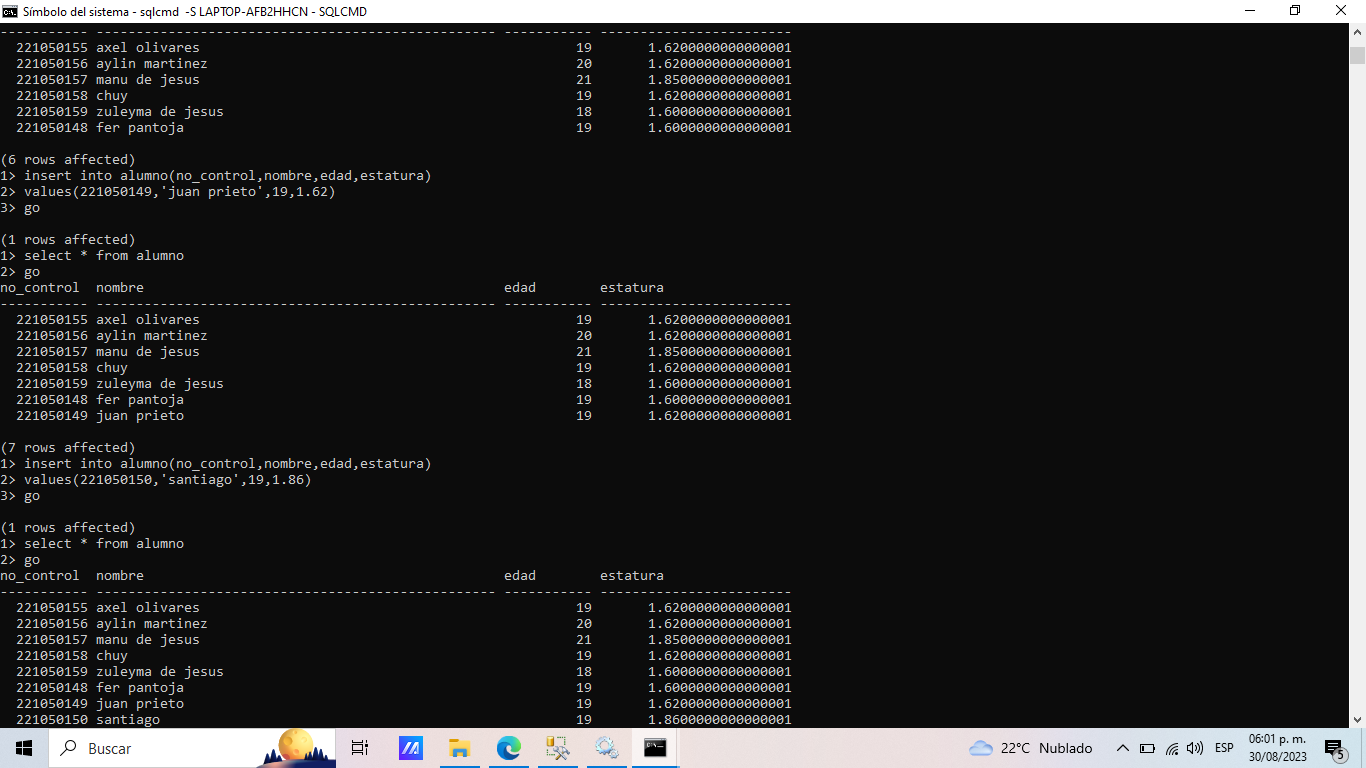 Símbolo del sistema - sqlcmd  -S LAPTOP-AFB2HHCN - SQLCMD
----------- -------------------------------------------------- ----------- ------------------------
  221050155 axel olivares                                               19       1.6200000000000001
  221050156 aylin martinez                                              20       1.6200000000000001
  221050157 manu de jesus                                               21       1.8500000000000001
  221050158 chuy                                                        19       1.6200000000000001
  221050159 zuleyma de jesus                                            18       1.6000000000000001
  221050148 fer pantoja                                                 19       1.6000000000000001

(6 rows affected)
1> insert into alumno(no_control,nombre,edad,estatura)
2> values(221050149,'juan prieto',19,1.62)
3> go

(1 rows affected)
1> select * from alumno
2> go
no_control  nombre                                             edad        estatura
----------- -------------------------------------------------- ----------- ------------------------
  221050155 axel olivares                                               19       1.6200000000000001
  221050156 aylin martinez                                              20       1.6200000000000001
  221050157 manu de jesus                                               21       1.8500000000000001
  221050158 chuy                                                        19       1.6200000000000001
  221050159 zuleyma de jesus                                            18       1.6000000000000001
  221050148 fer pantoja                                                 19       1.6000000000000001
  221050149 juan prieto                                                 19       1.6200000000000001

(7 rows affected)
1> insert into alumno(no_control,nombre,edad,estatura)
2> values(221050150,'santiago',19,1.86)
3> go

(1 rows affected)
1> select * from alumno
2> go
no_control  nombre                                             edad        estatura
----------- -------------------------------------------------- ----------- ------------------------
  221050155 axel olivares                                               19       1.6200000000000001
  221050156 aylin martinez                                              20       1.6200000000000001
  221050157 manu de jesus                                               21       1.8500000000000001
  221050158 chuy                                                        19       1.6200000000000001
  221050159 zuleyma de jesus                                            18       1.6000000000000001
  221050148 fer pantoja                                                 19       1.6000000000000001
  221050149 juan prieto                                                 19       1.6200000000000001
  221050150 santiago                                                    19       1.8600000000000001
Buscar
22°C  Nublado
ESP
06:01 p. m.
30/08/2023
5